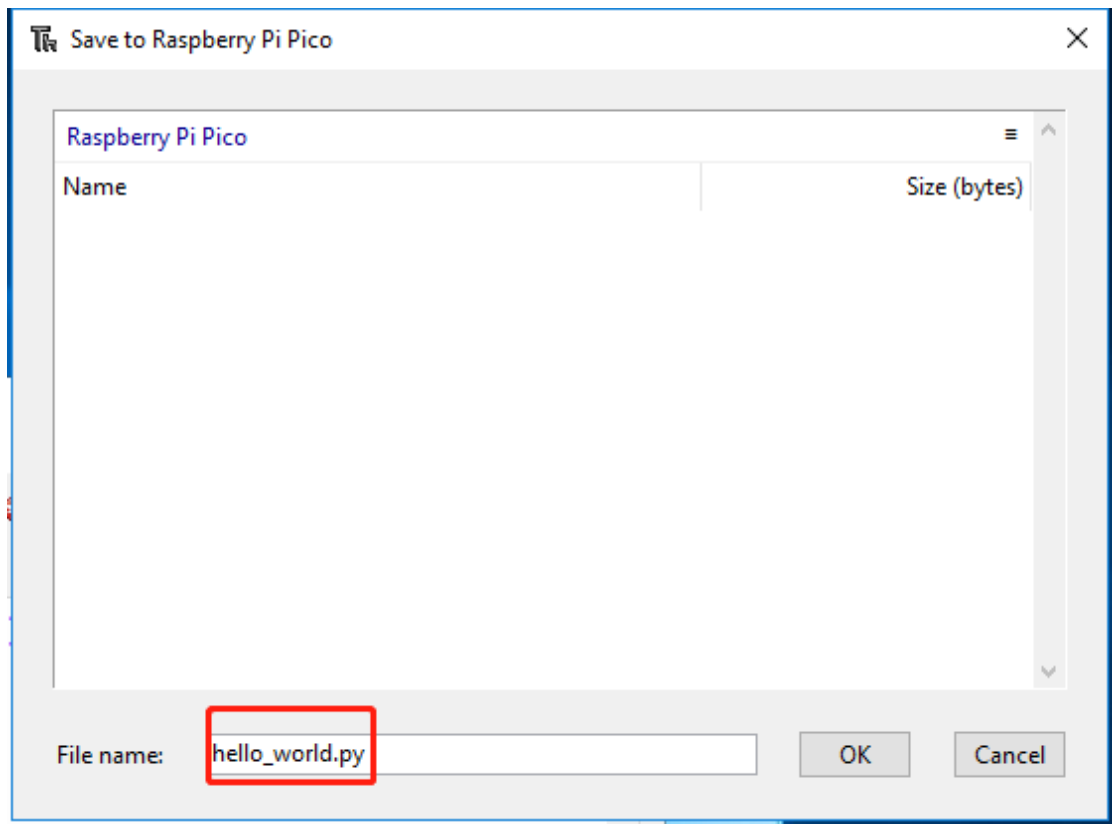 Save to Raspberry Pi Pico
Raspberry Pi Pico
Name Size (bytes)
File name: hello_world.py OK Cancel